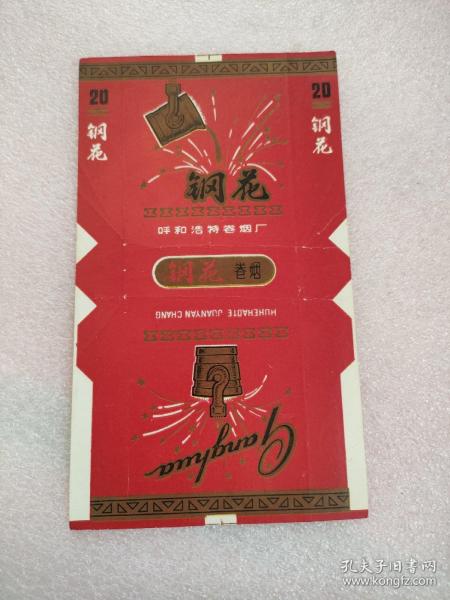 20
钢花
20
钢花
钢花
呼和浩特卷烟厂
钢花 卷烟
HUHEHAOTE JUANYAN CHANG
Ganghua
孔夫子旧书网
www.kongfz.com